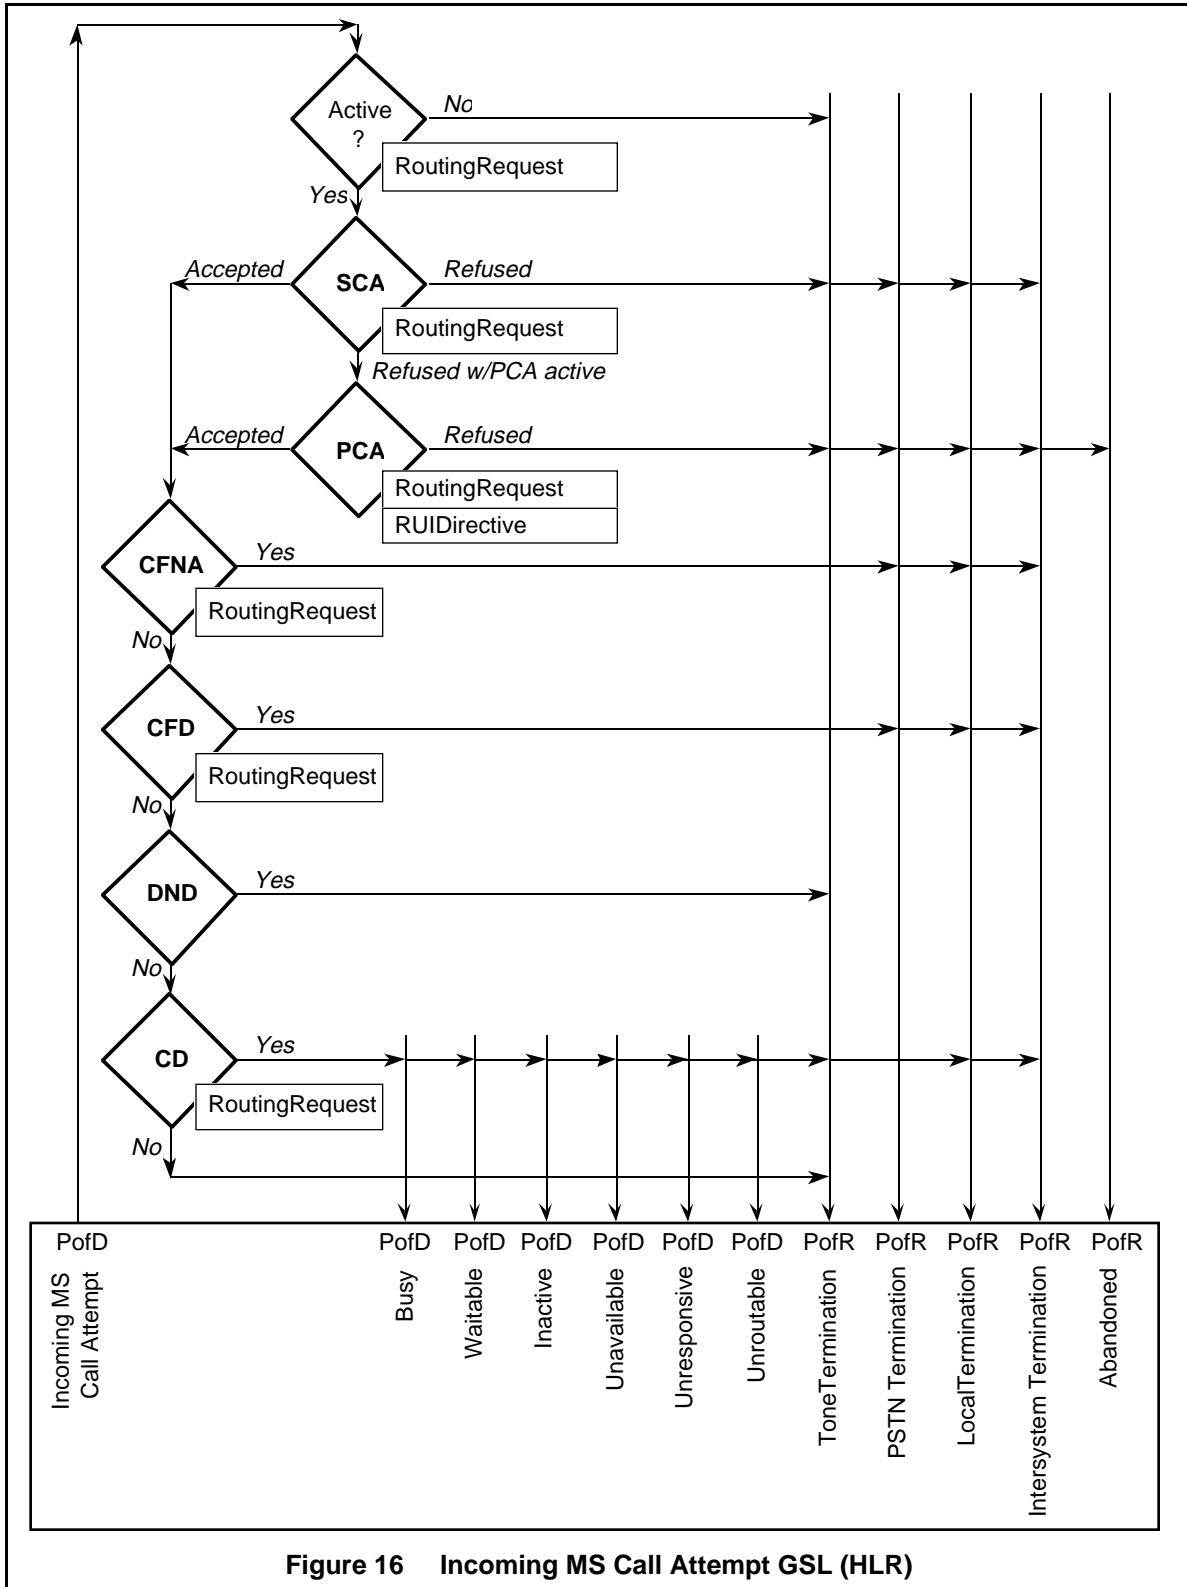 Active
?
No
RoutingRequest
Yes
Accepted
SCA
Refused
RoutingRequest
Refused w/PCA active
Accepted
PCA
Refused
RoutingRequest
RUIDirective
CFNA
Yes
RoutingRequest
No
CFD
Yes
RoutingRequest
No
DND
Yes
No
CD
Yes
RoutingRequest
No
PofD
PofD
PofD
PofD
PofD
PofD
PofD
PofR
PofR
PofR
PofR
PofR
Incoming MS
Call Attempt
Busy
Waitable
Inactive
Unavailable
Unresponsive
Unroutable
ToneTermination
PSTN Termination
LocalTermination
Intersystem Termination
Abandoned
Figure 16 Incoming MS Call Attempt GSL (HLR)